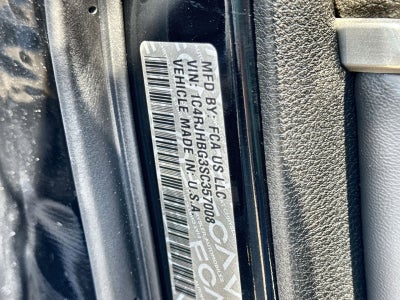 MFD BY: FCA US LLC
VIN: 1C4RJHBG3SC357008
VEHICLE MADE IN: U.S.A.